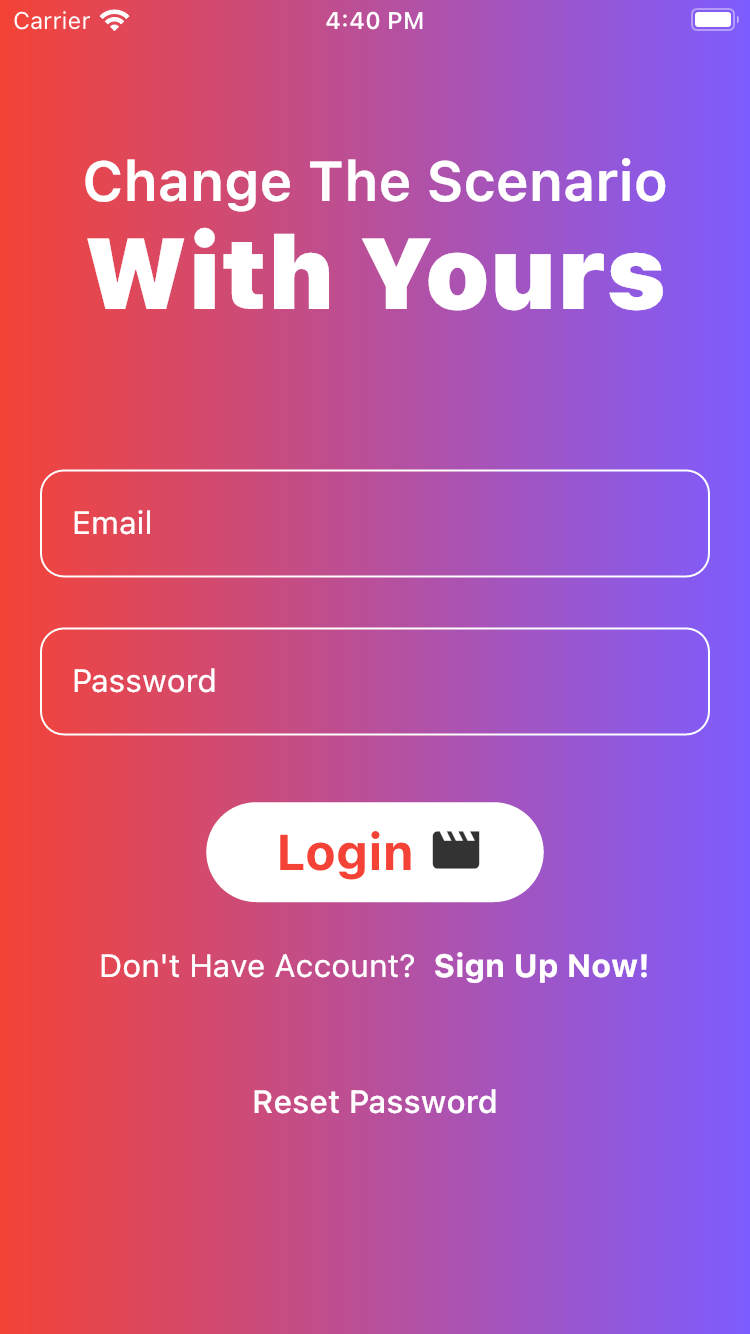 Carrier 4:40 PM
Change The Scenario
With Yours
Email
Password
Login
Don't Have Account? Sign Up Now!
Reset Password